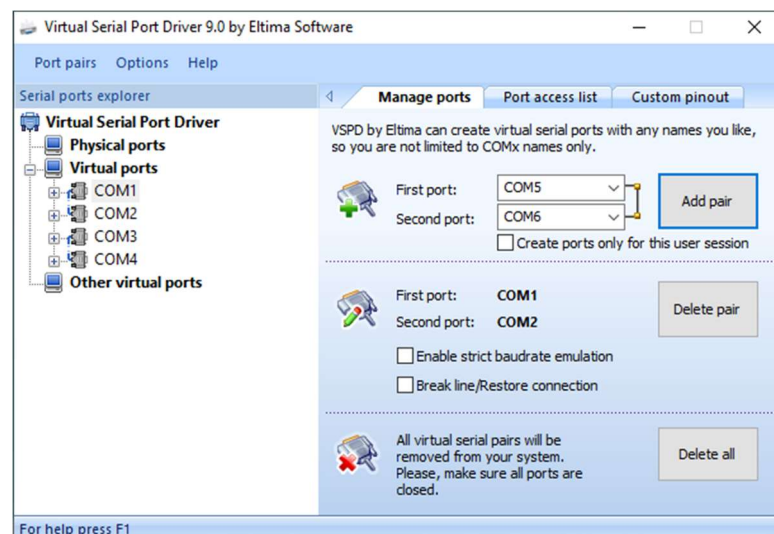 Virtual Serial Port Driver 9.0 by Eltima Software
Port pairs Options Help
Serial ports explorer
Virtual Serial Port Driver
Physical ports
Virtual ports
COM1
COM2
COM3
COM4
Other virtual ports
Manage ports Port access list Custom pinout
VSPD by Eltima can create virtual serial ports with any names you like,
so you are not limited to COMx names only.
First port: COM5
Second port: COM6
Add pair
Create ports only for this user session
First port: COM1
Second port: COM2
Delete pair
Enable strict baudrate emulation
Break line/Restore connection
All virtual serial pairs will be
removed from your system.
Please, make sure all ports are
closed.
Delete all
For help press F1